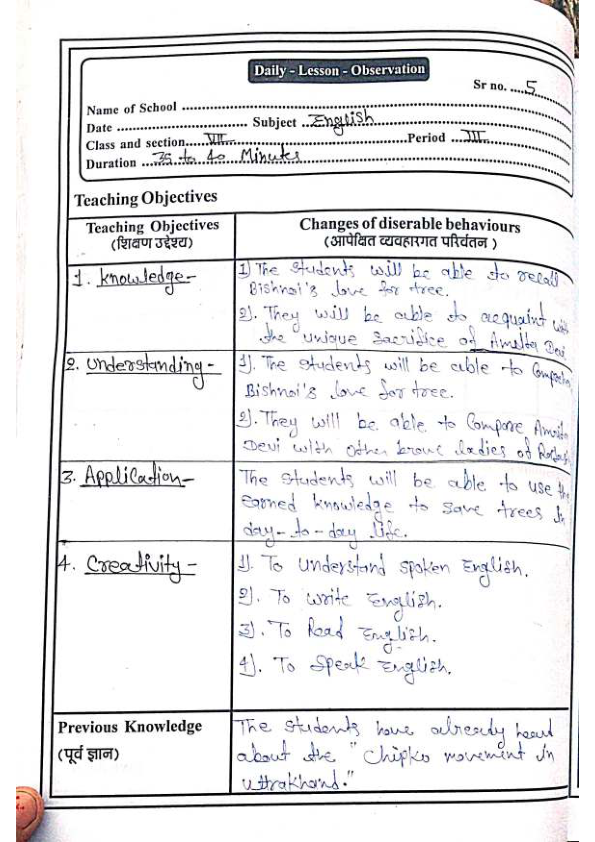 Daily - Lesson - Observation
Sr no. .... 5
Name of School
Date Subject English
Class and section VII Period III
Duration 35 to 40 Minutes
Teaching Objectives
Teaching Objectives
(शिक्षण उद्देश्य)
Changes of diserable behaviours
(आपेक्षित व्यवहारगत परिर्वतन )
1. Knowledge-
1) The Students will be able to recall
Bishnoi's love for tree.
2). They will be able to acquaint with
the unique Sacrifice of Amrita Devi
2. Understanding -
1). The Students will be able to
Bishnoi's love for tree.
2). They will be able to Compare
Devi with other brave ladies of
3. Application-
The Students will be able to use the
earned knowledge to save trees in
day-to-day life.
4. Creativity -
1). To Understand Spoken English.
2). To Write English.
3). To Read English.
4). To Speak English.
Previous Knowledge
(पूर्व ज्ञान)
The Students have already heard
about the "Chipko movement in
Uttrakhand."